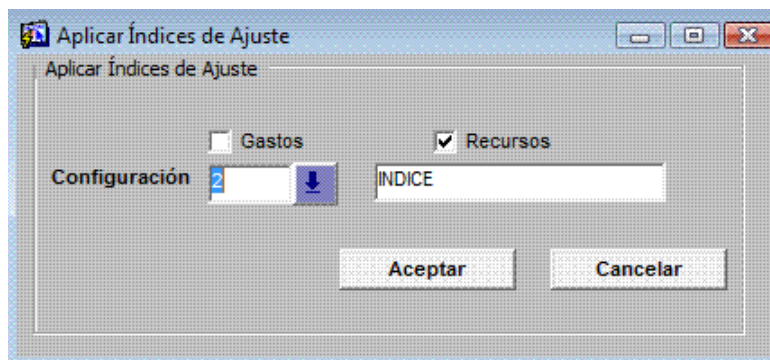 Aplicar Índices de Ajuste
Aplicar Índices de Ajuste
Gastos Recursos
Configuración 2 INDICE
Aceptar Cancelar